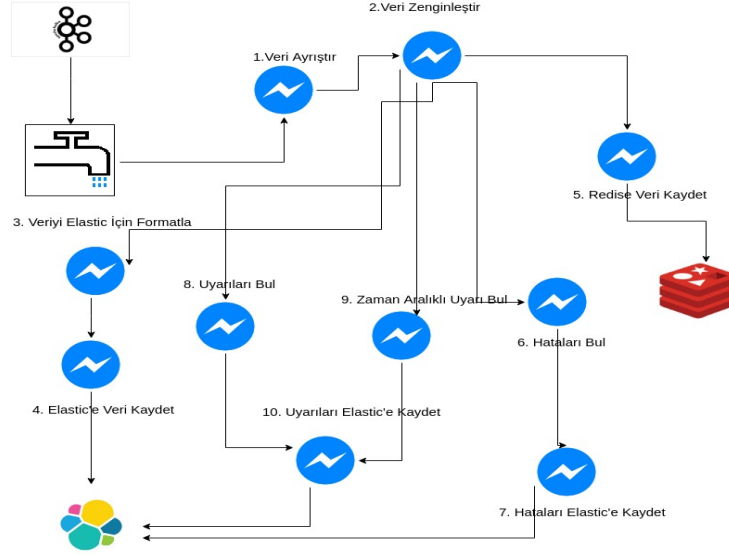 2.Veri Zenginleştir
1.Veri Ayrıştır
5. Redise Veri Kaydet
3. Veriyi Elastic İçin Formatla
8. Uyarıları Bul
9. Zaman Aralıklı Uyarı Bul
6. Hataları Bul
4. Elastic'e Veri Kaydet
10. Uyarıları Elastic'e Kaydet
7. Hataları Elastic'e Kaydet